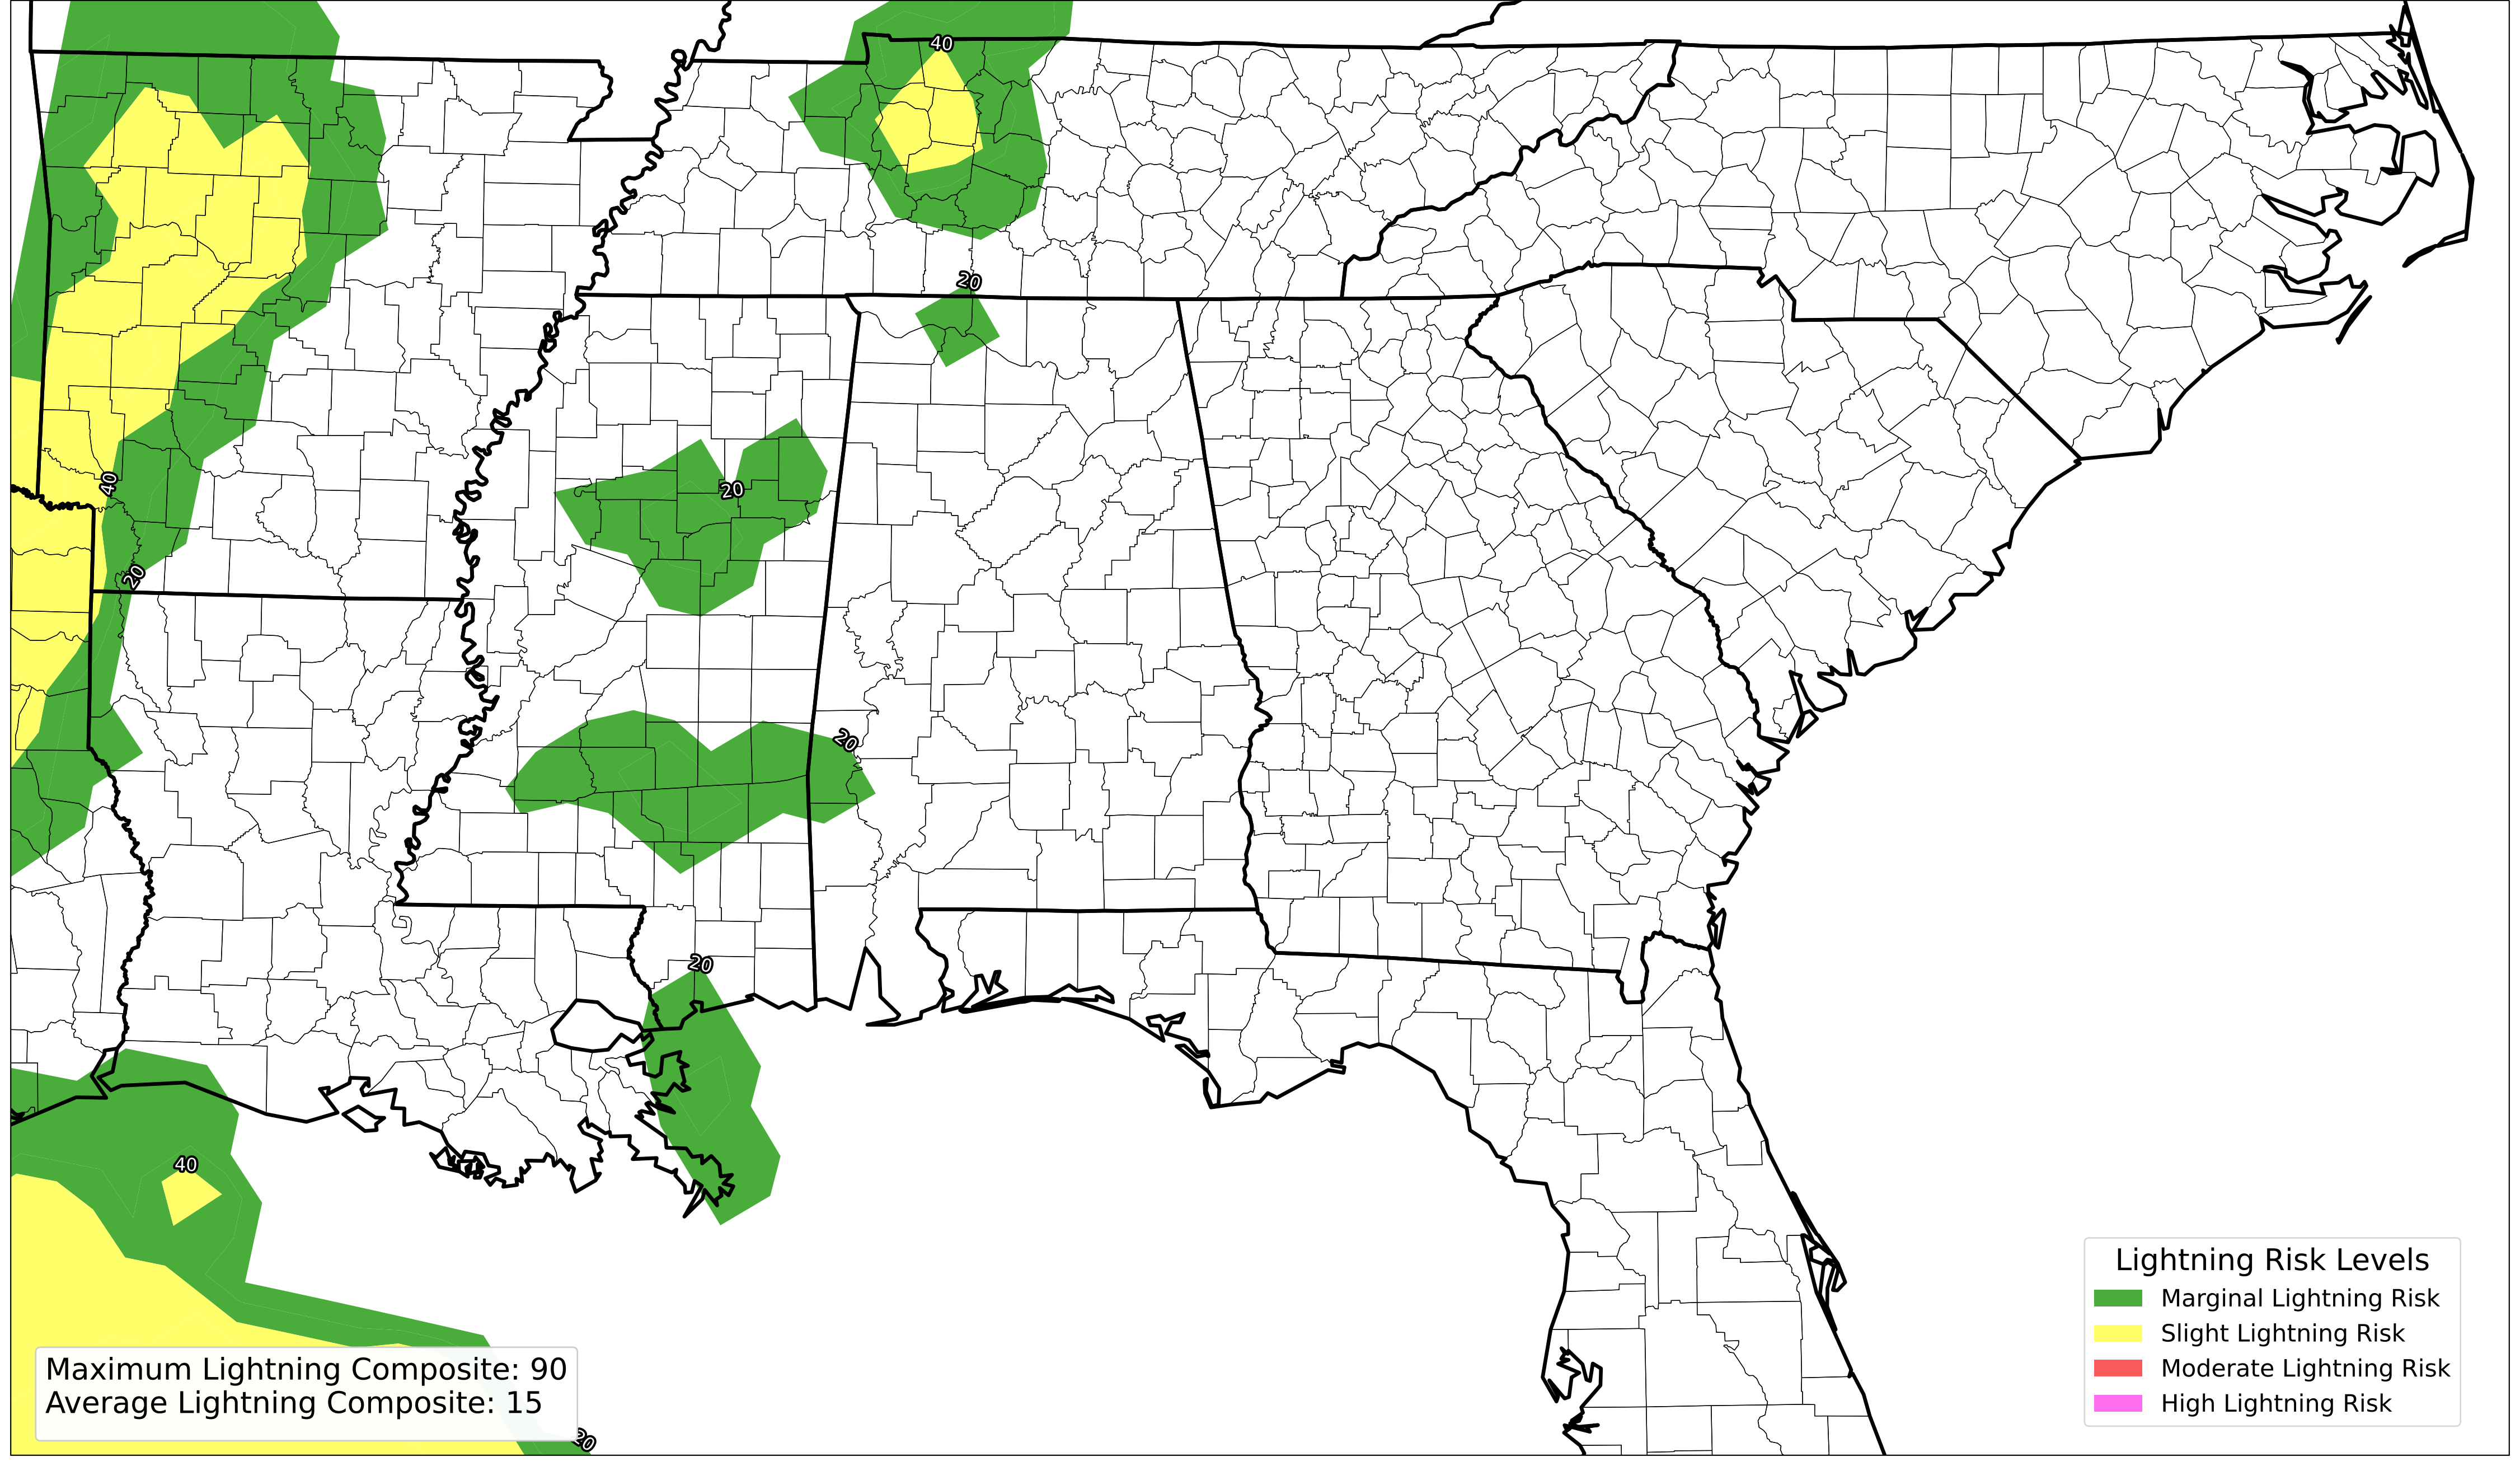 40
20
20
40
20
20
20
40
20
Lightning Risk Levels
Marginal Lightning Risk
Slight Lightning Risk
Moderate Lightning Risk
High Lightning Risk
Maximum Lightning Composite: 90
Average Lightning Composite: 15